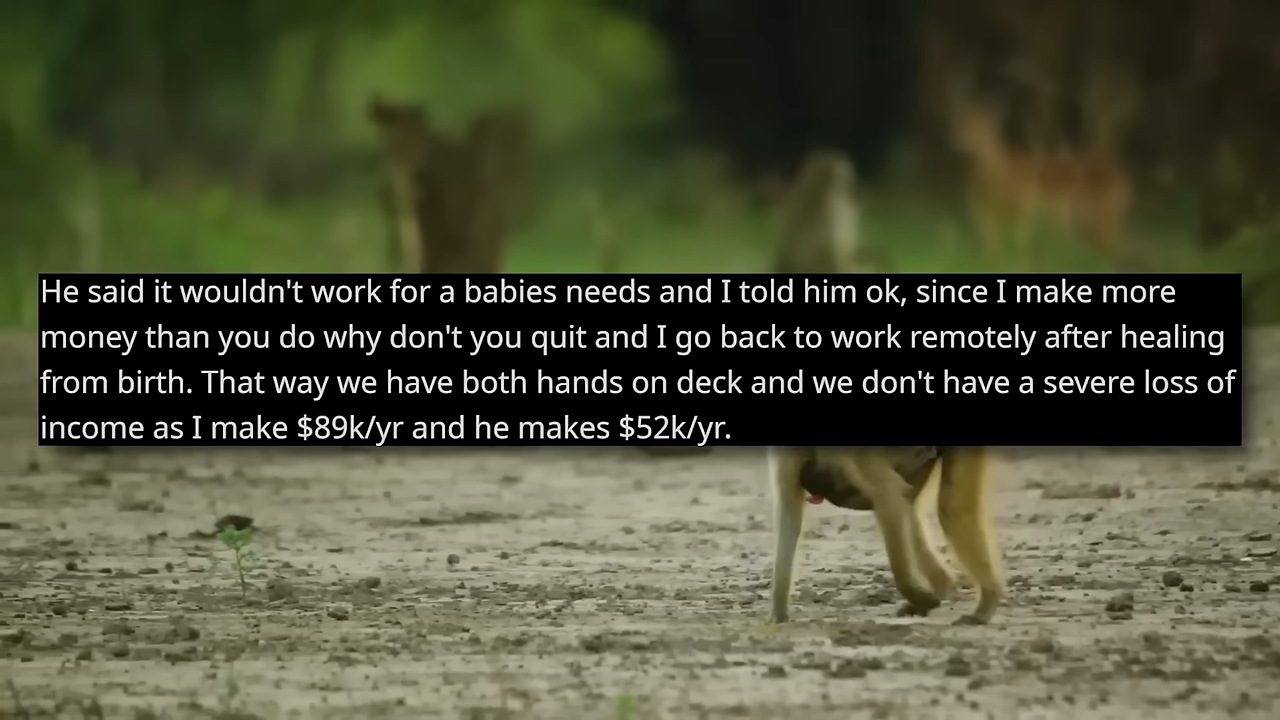 He said it wouldn't work for a babies needs and I told him ok, since I make more
money than you do why don't you quit and I go back to work remotely after healing
from birth. That way we have both hands on deck and we don't have a severe loss of
income as I make $89k/yr and he makes $52k/yr.